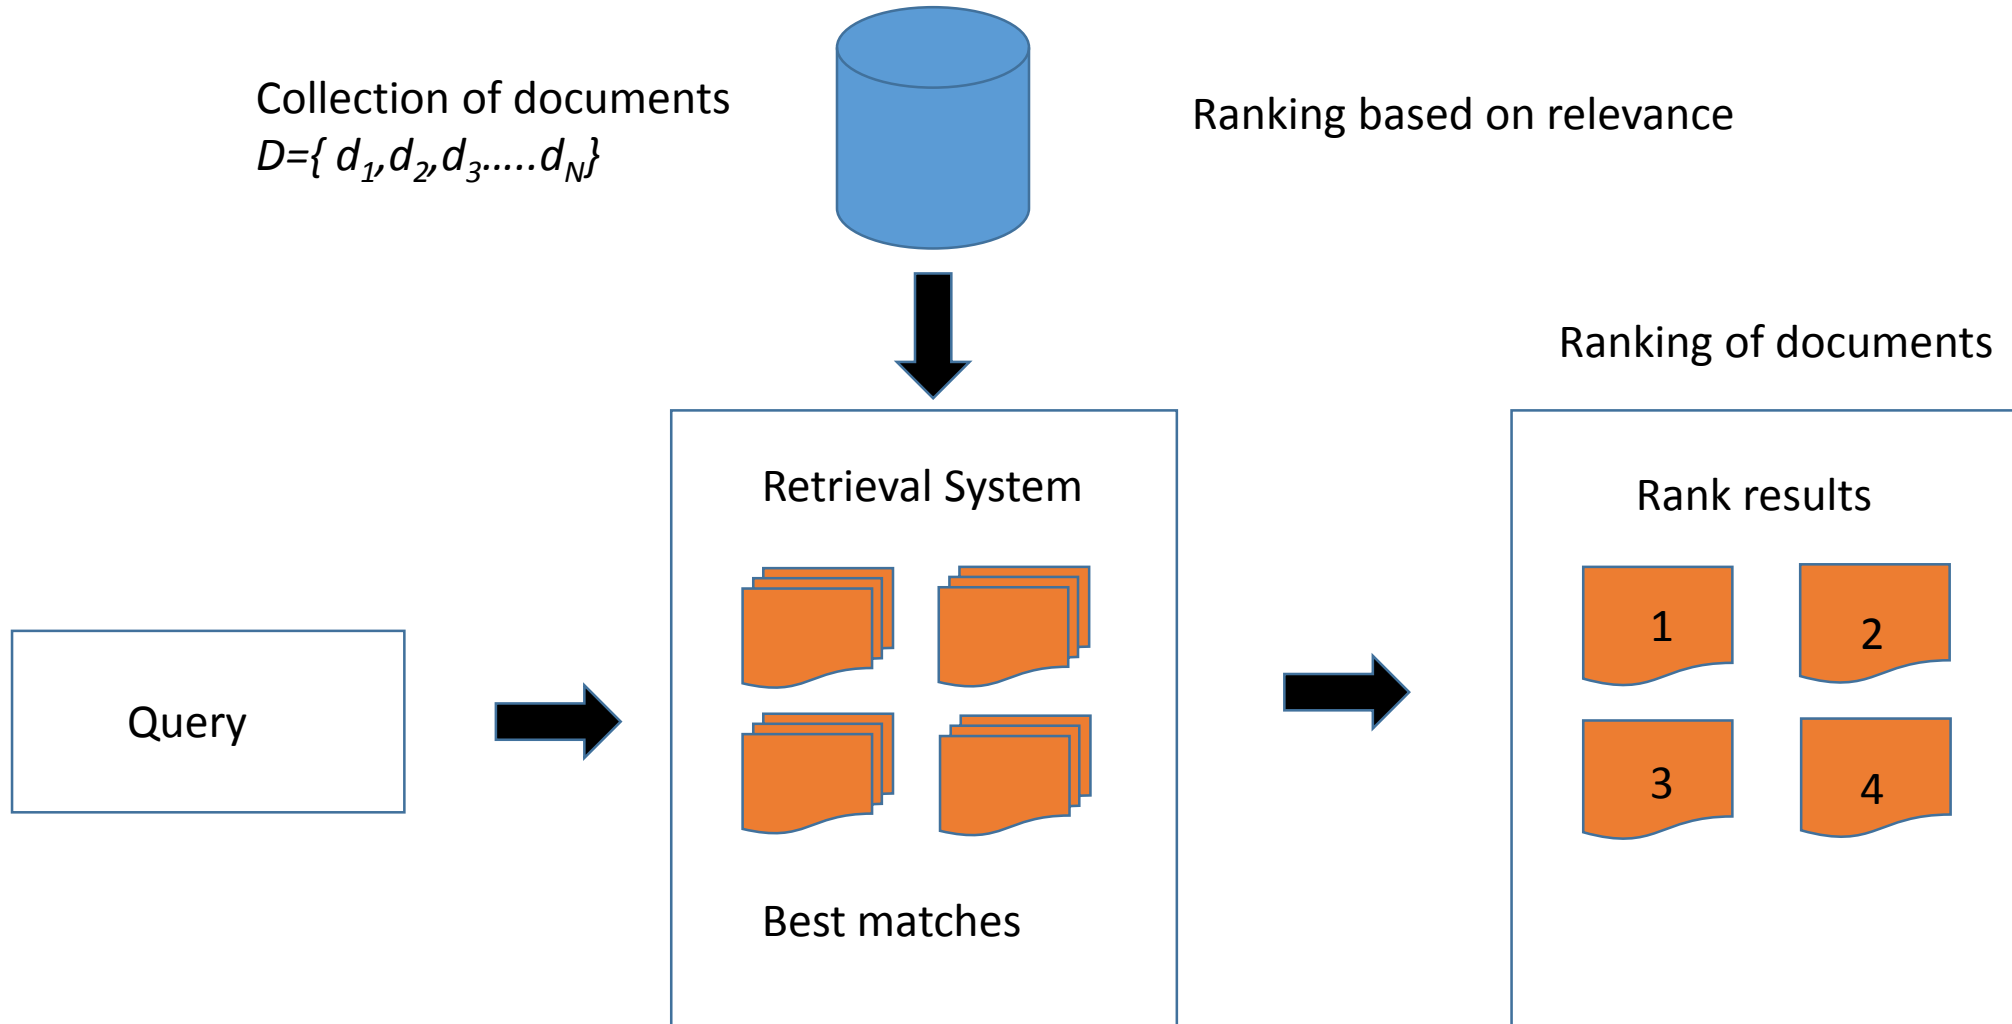 Collection of documents
D={ d1,d2,d3.....dN}
Ranking based on relevance
Ranking of documents
Retrieval System
Rank results
1
2
Query
3
4
Best matches